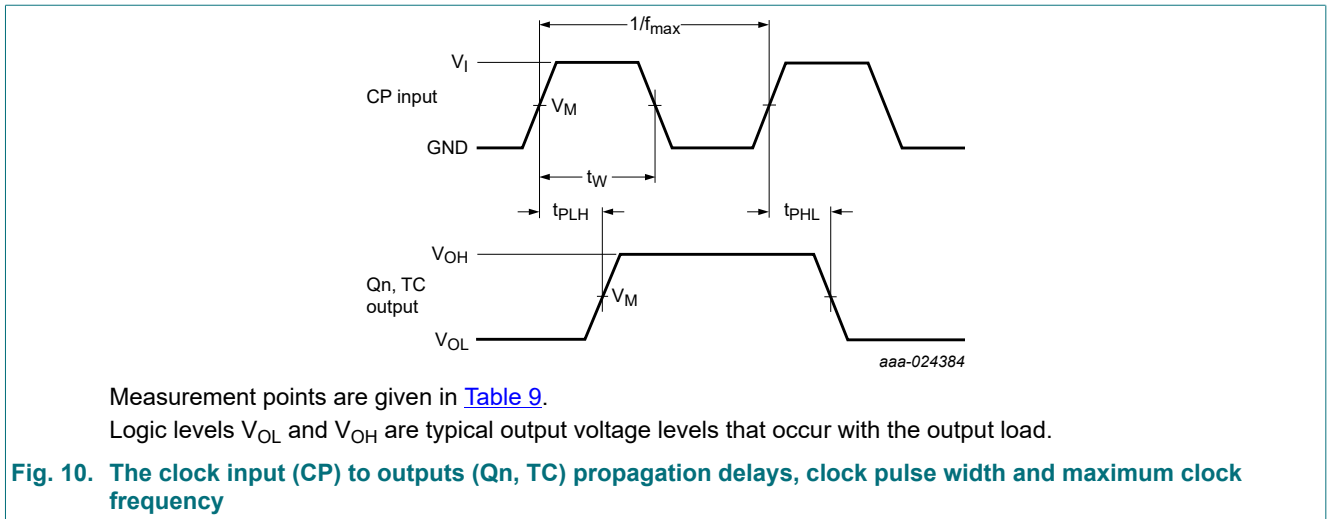 1/fmax
VI
CP input
VM
GND
tW
tPLH
tPHL
VOH
Qn, TC
output
VM
VOL
aaa-024384
Measurement points are given in Table 9.
Logic levels VOL and VOH are typical output voltage levels that occur with the output load.
Fig. 10. The clock input (CP) to outputs (Qn, TC) propagation delays, clock pulse width and maximum clock
frequency